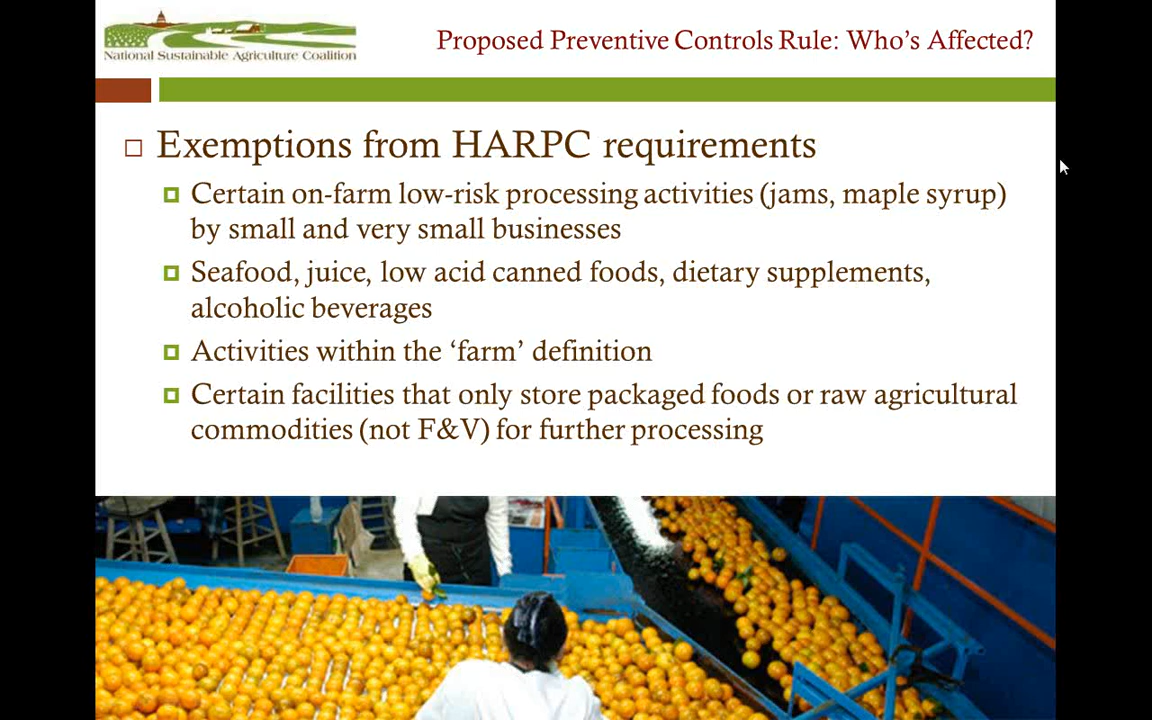 National Sustainable Agriculture Coalition
Proposed Preventive Controls Rule: Who's Affected?
Exemptions from HARPC requirements
Certain on-farm low-risk processing activities (jams, maple syrup)
by small and very small businesses
Seafood, juice, low acid canned foods, dietary supplements,
alcoholic beverages
Activities within the ‘farm’ definition
Certain facilities that only store packaged foods or raw agricultural
commodities (not F&V) for further processing